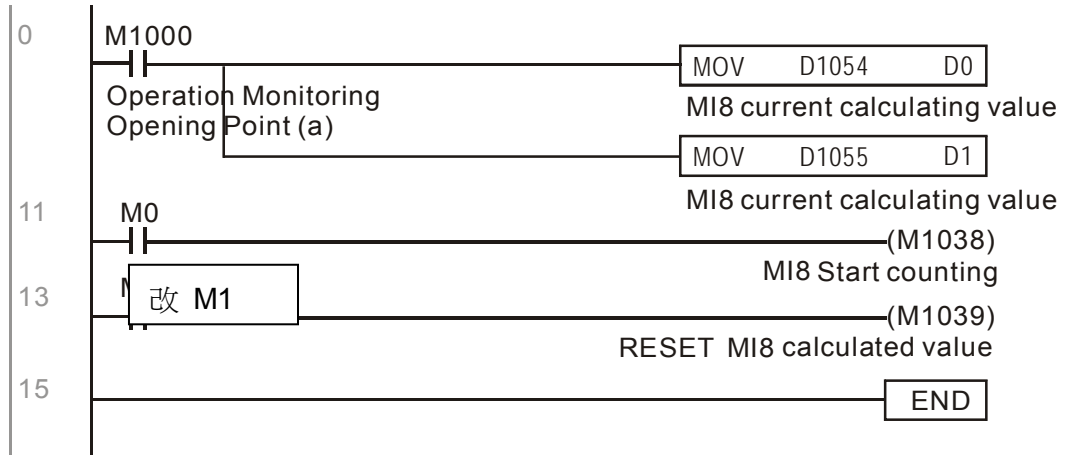 0
M1000
MOV D1054 D0
Operation Monitoring
Opening Point (a)
MI8 current calculating value
MOV D1055 D1
MI8 current calculating value
11
M0
(M1038)
MI8 Start counting
13
改 M1
(M1039)
RESET MI8 calculated value
15
END